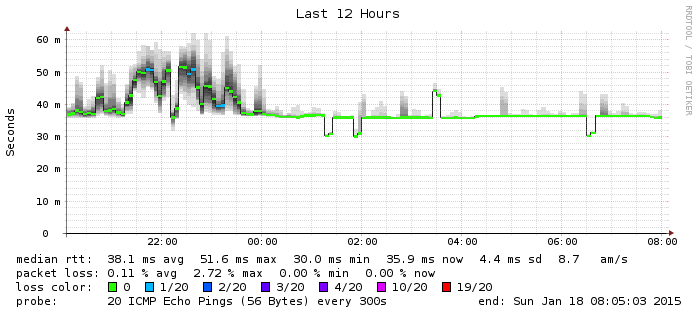 Last 12 Hours
RRDTOOL / TOBI OETIKER
Seconds
60 m
50 m
40 m
30 m
20 m
10 m
0
22:00 00:00 02:00 04:00 06:00 08:00
median rtt: 38.1 ms avg 51.6 ms max 30.0 ms min 35.9 ms now 4.4 ms sd 8.7 am/s
packet loss: 0.11 % avg 2.72 % max 0.00 % min 0.00 % now
loss color: 0 1/20 2/20 3/20 4/20 10/20 19/20
probe: 20 ICMP Echo Pings (56 Bytes) every 300s end: Sun Jan 18 08:05:03 2015